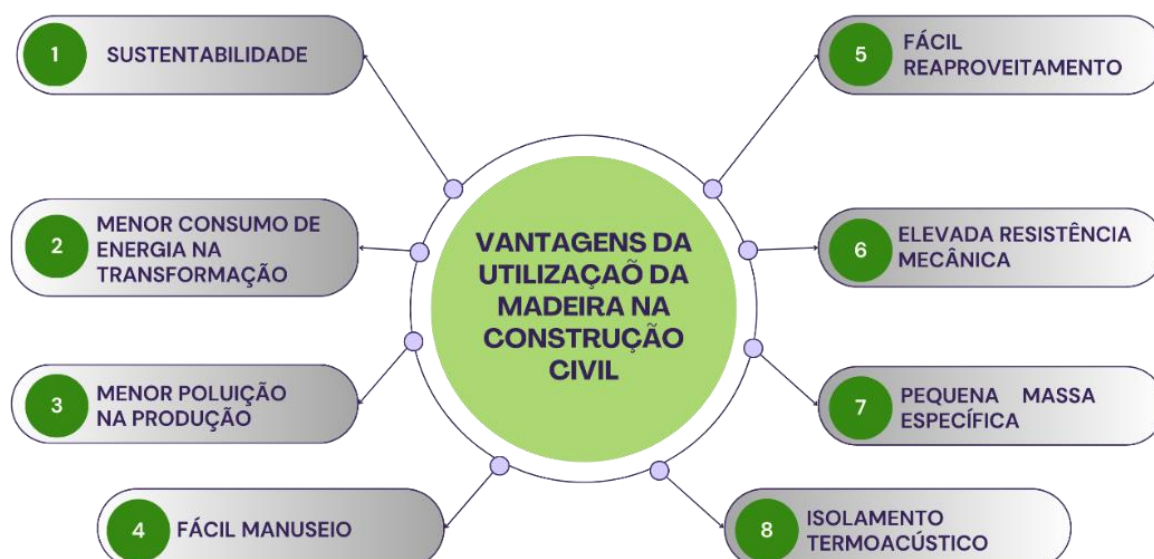 VANTAGENS DA
UTILIZAÇAÕ DA
MADEIRA NA
CONSTRUÇÃO
CIVIL
1
SUSTENTABILIDADE
2
MENOR CONSUMO DE
ENERGIA NA
TRANSFORMAÇÃO
3
MENOR POLUIÇÃO
NA PRODUÇÃO
4
FÁCIL MANUSEIO
5
FÁCIL
REAPROVEITAMENTO
6
ELEVADA RESISTÊNCIA
MECÂNICA
7
PEQUENA MASSA
ESPECÍFICA
8
ISOLAMENTO
TERMOACÚSTICO